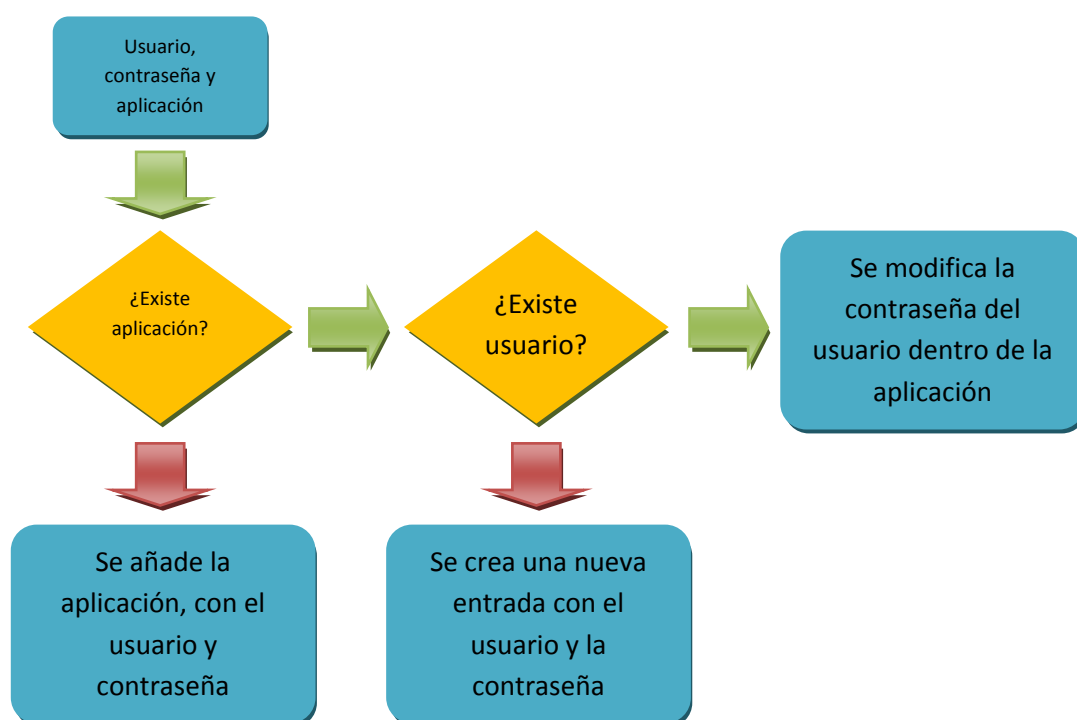 Usuario,
contraseña y
aplicación
¿Existe
aplicación?
¿Existe
usuario?
Se modifica la
contraseña del
usuario dentro de la
aplicación
Se añade la
aplicación, con el
usuario y
contraseña
Se crea una nueva
entrada con el
usuario y la
contraseña